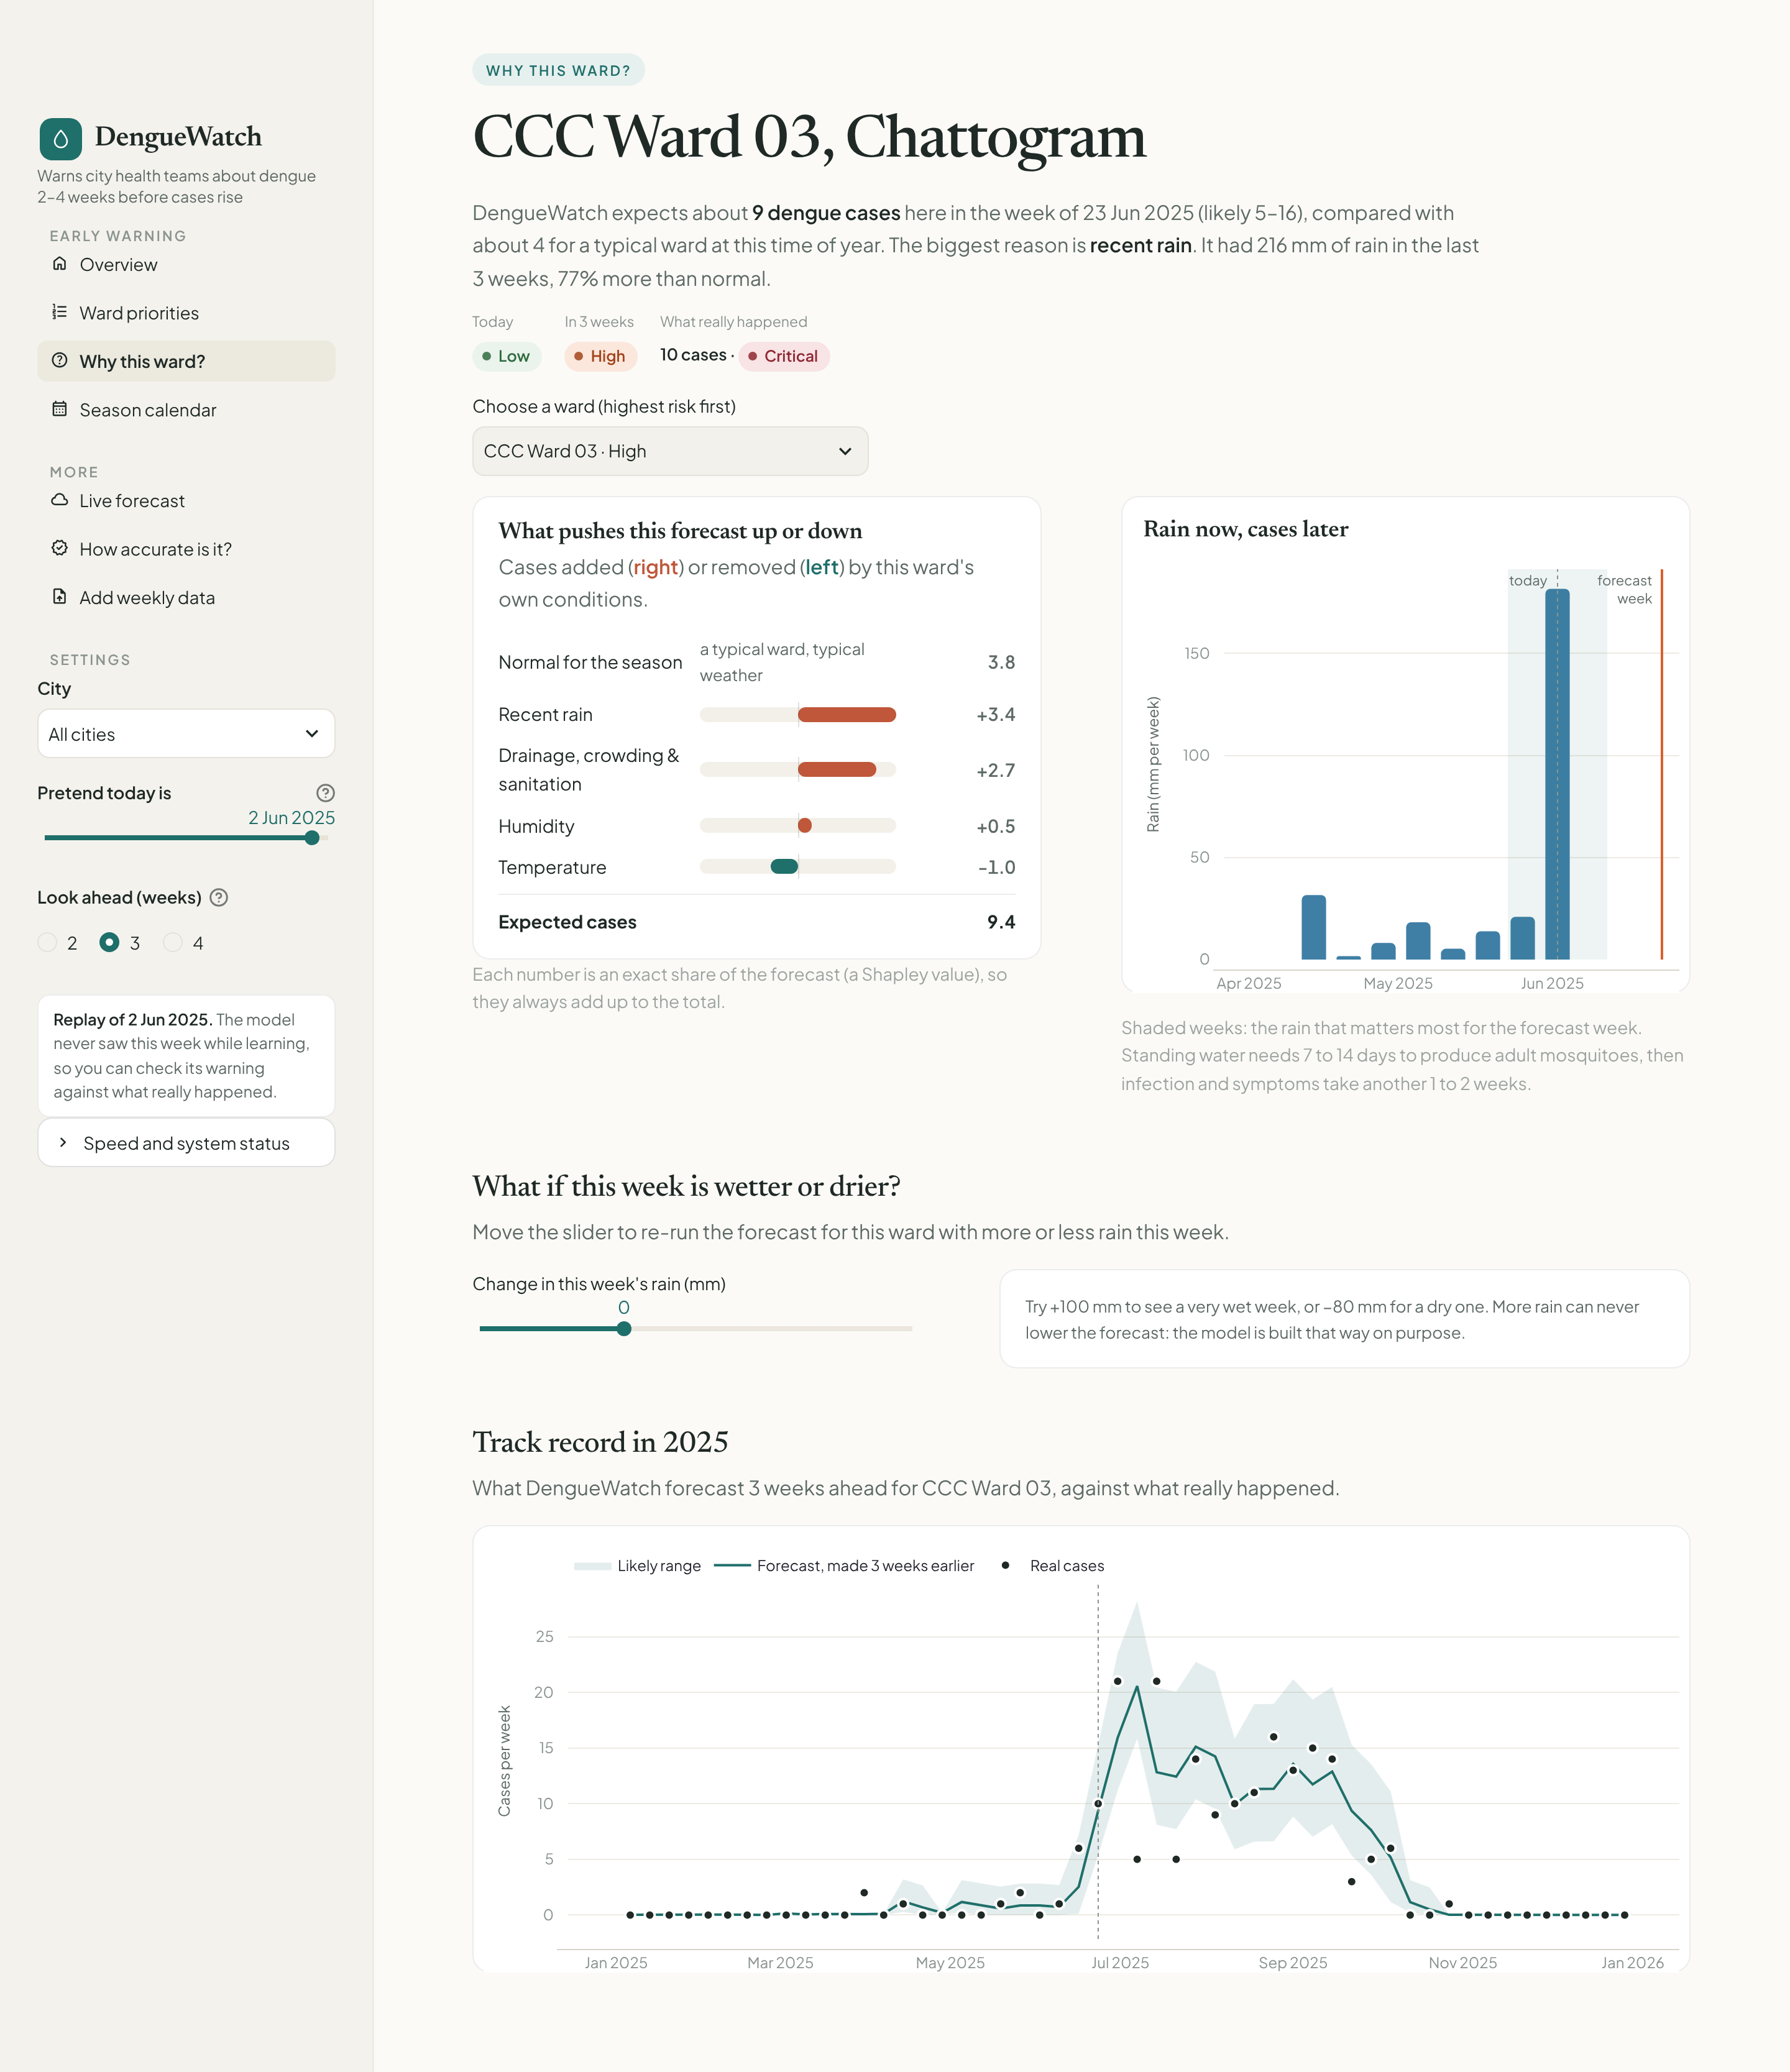 DengueWatch
Warns city health teams about dengue
2–4 weeks before cases rise
EARLY WARNING
Overview
Ward priorities
Why this ward?
Season calendar
MORE
Live forecast
How accurate is it?
Add weekly data
SETTINGS
City
All cities
Pretend today is
2 Jun 2025
Look ahead (weeks)
2 3 4
Replay of 2 Jun 2025. The model
never saw this week while learning,
so you can check its warning
against what really happened.
Speed and system status
WHY THIS WARD?
CCC Ward 03, Chattogram
DengueWatch expects about 9 dengue cases here in the week of 23 Jun 2025 (likely 5–16), compared with
about 4 for a typical ward at this time of year. The biggest reason is recent rain. It had 216 mm of rain in the last
3 weeks, 77% more than normal.
Today In 3 weeks What really happened
Low High 10 cases · Critical
Choose a ward (highest risk first)
CCC Ward 03 · High
What pushes this forecast up or down
Cases added (right) or removed (left) by this ward's
own conditions.
Normal for the season a typical ward, typical weather 3.8
Recent rain +3.4
Drainage, crowding &
sanitation +2.7
Humidity +0.5
Temperature −1.0
Expected cases 9.4
Each number is an exact share of the forecast (a Shapley value), so
they always add up to the total.
Rain now, cases later
today forecast
week
Rain (mm per week)
150
100
50
0
Apr 2025 May 2025 Jun 2025
Shaded weeks: the rain that matters most for the forecast week.
Standing water needs 7 to 14 days to produce adult mosquitoes, then
infection and symptoms take another 1 to 2 weeks.
What if this week is wetter or drier?
Move the slider to re-run the forecast for this ward with more or less rain this week.
Change in this week's rain (mm)
0
Try +100 mm to see a very wet week, or −80 mm for a dry one. More rain can never
lower the forecast: the model is built that way on purpose.
Track record in 2025
What DengueWatch forecast 3 weeks ahead for CCC Ward 03, against what really happened.
Likely range Forecast, made 3 weeks earlier Real cases
Cases per week
25
20
15
10
5
0
Jan 2025 Mar 2025 May 2025 Jul 2025 Sep 2025 Nov 2025 Jan 2026